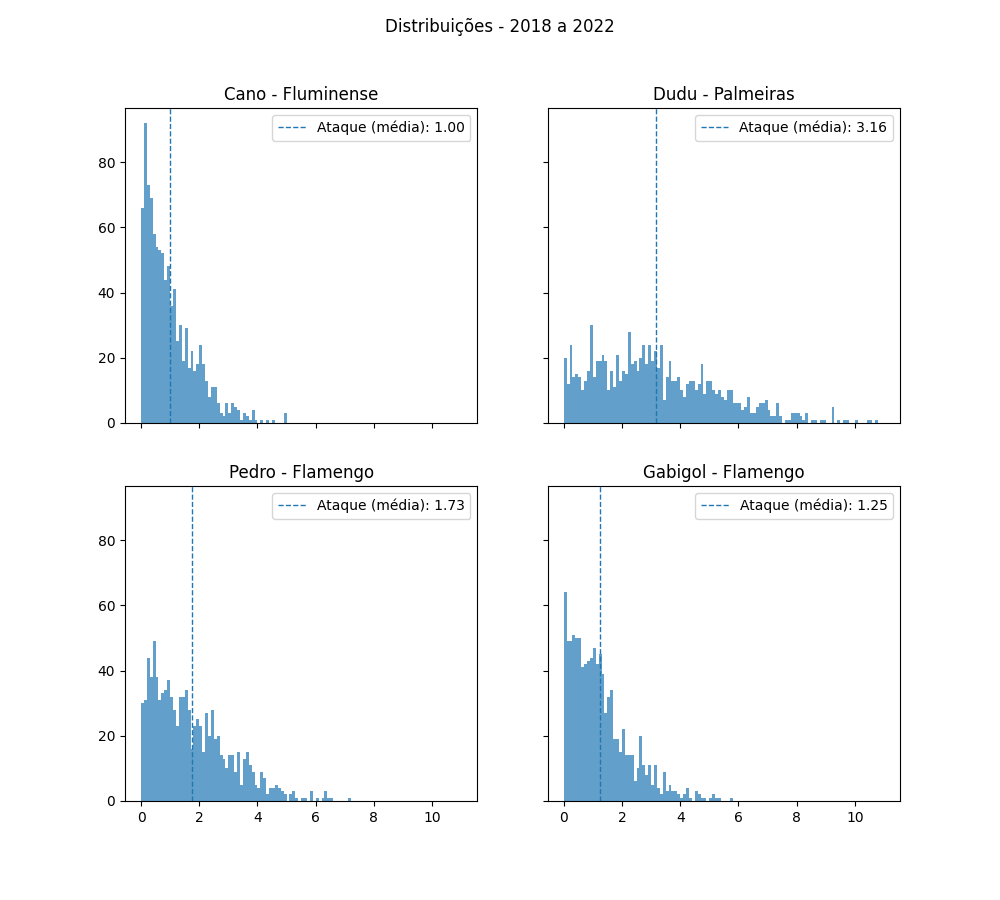 Distribuições - 2018 a 2022
Cano - Fluminense
Ataque (média): 1.00
80
60
40
20
0
Dudu - Palmeiras
Ataque (média): 3.16
Pedro - Flamengo
Ataque (média): 1.73
80
60
40
20
0
0 2 4 6 8 10
Gabigol - Flamengo
Ataque (média): 1.25
0 2 4 6 8 10